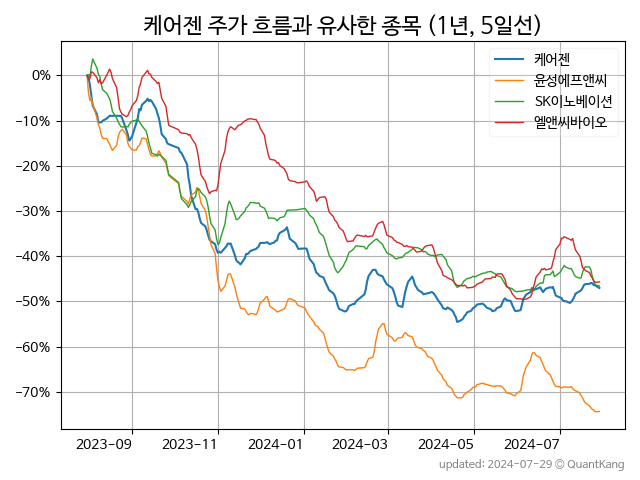 케어젠 주가 흐름과 유사한 종목 (1년, 5일선)
케어젠
윤성에프앤씨
SK이노베이션
엘앤씨바이오
0%
−10%
−20%
−30%
−40%
−50%
−60%
−70%
2023-09 2023-11 2024-01 2024-03 2024-05 2024-07
updated: 2024-07-29 © QuantKang